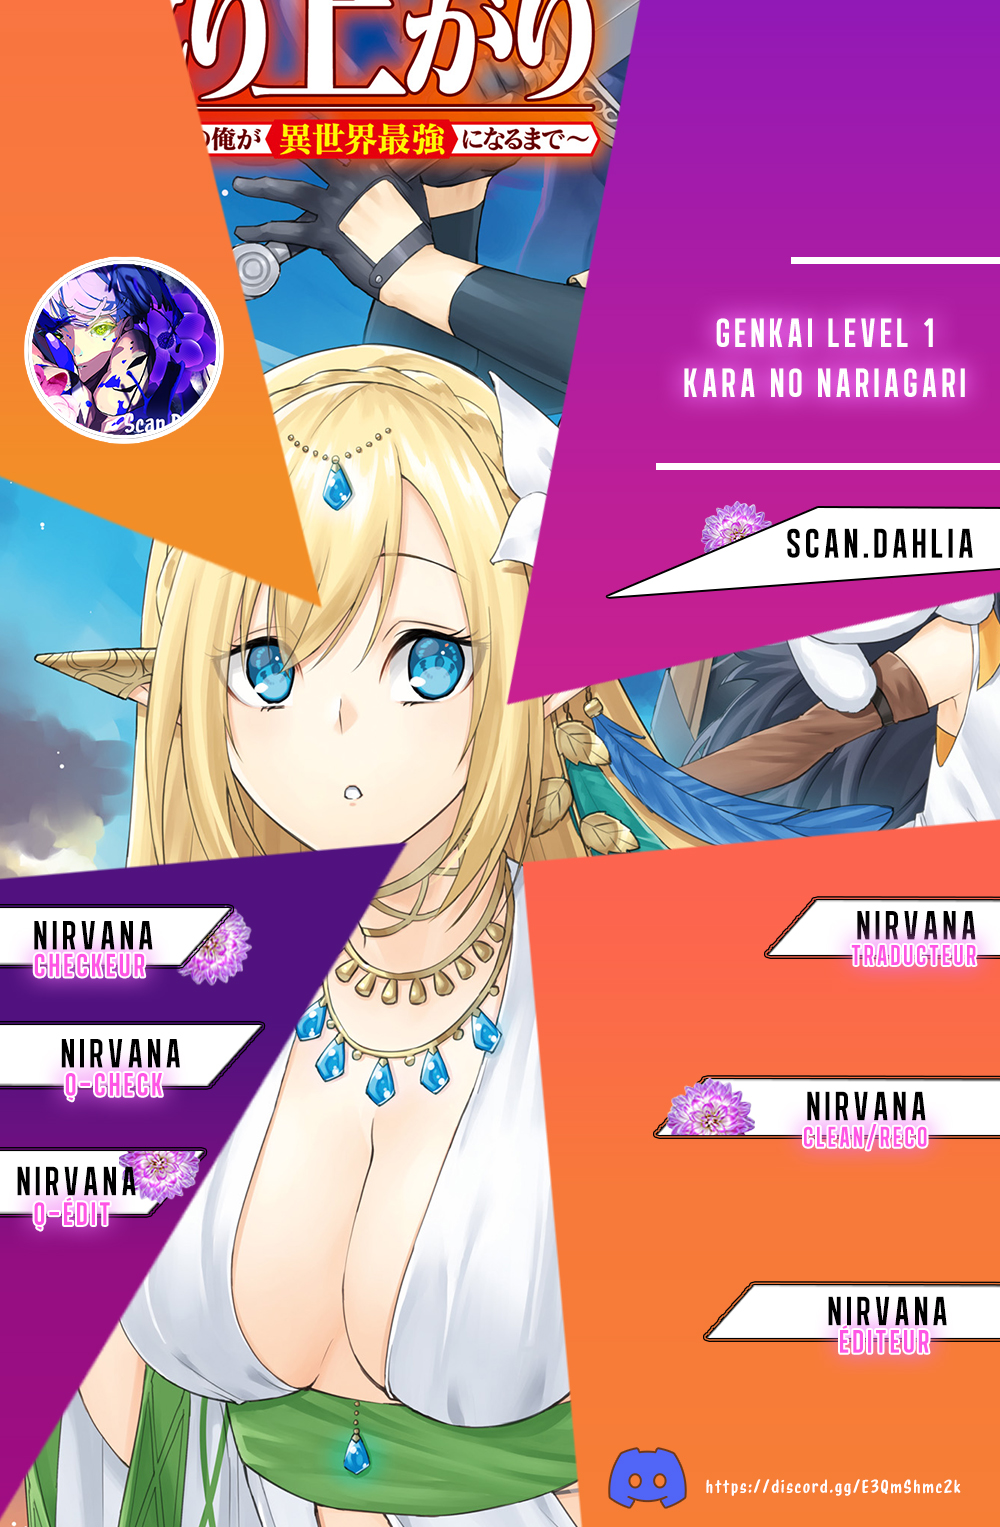 り上がり
の俺が 異世界最強 になるまで～
Scan
GENKAI LEVEL 1
KARA NO NARIAGARI
SCAN.DAHLIA
NIRVANA
CHECKEUR
NIRVANA
TRADUCTEUR
NIRVANA
Q-CHECK
NIRVANA
CLEAN/RECO
NIRVANA
Q-ÉDIT
NIRVANA
ÉDITEUR
https://discord.gg/E3QmShmc2k